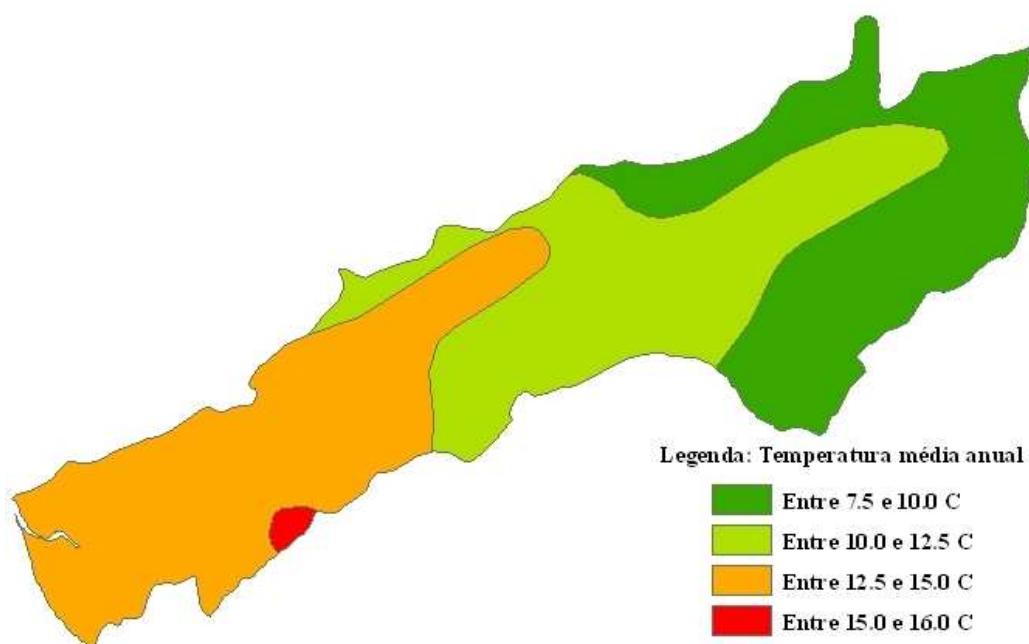 Legenda: Temperatura média anual
Entre 7.5 e 10.0 C
Entre 10.0 e 12.5 C
Entre 12.5 e 15.0 C
Entre 15.0 e 16.0 C